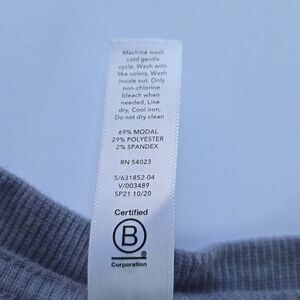 Machine wash
cold gentle
cycle, Wash with
like colors, Wash
inside out, Only
non-chlorine
bleach when
needed, Line
dry, Cool iron,
Do not dry clean
69% MODAL
29% POLYESTER
2% SPANDEX
RN 54023
S/631852-04
V/003489
SP21 10/20
Certified
B
®
Corporation